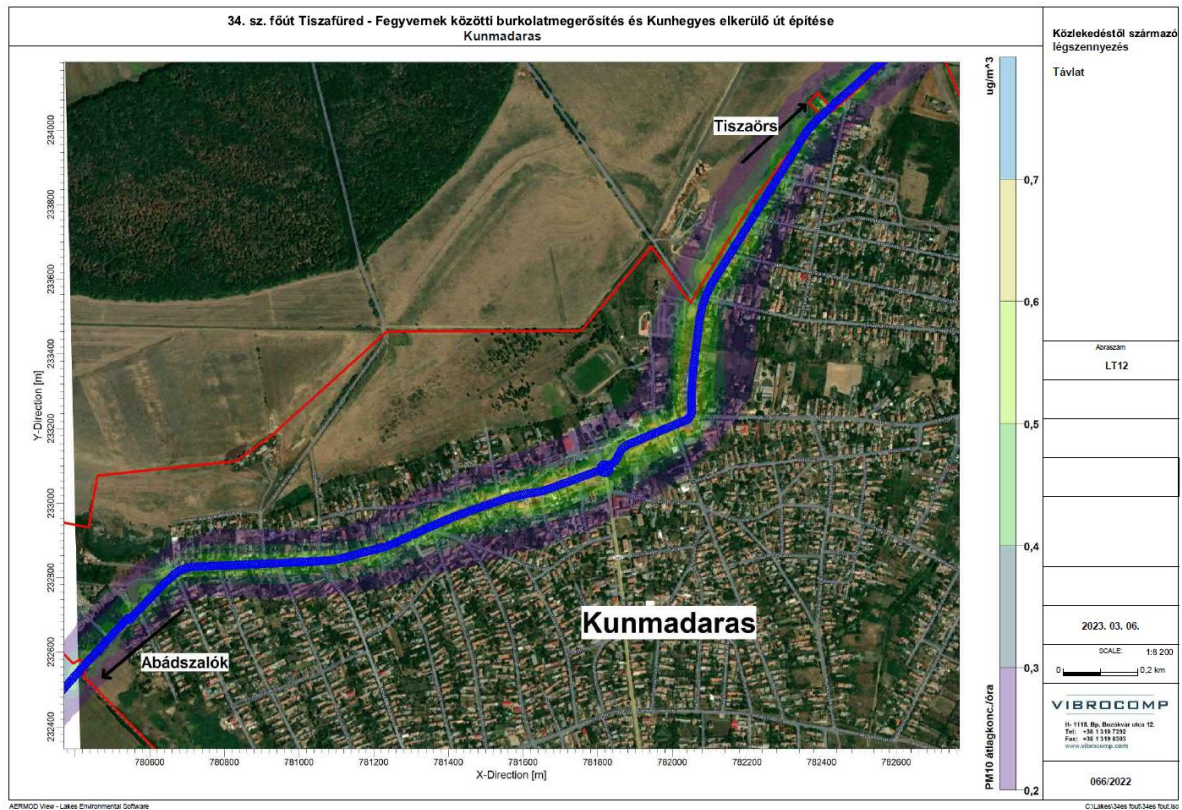 34. sz. főút Tiszafüred - Fegyvernek közötti burkolatmegerősítés és Kunhegyes elkerülő út építése
Kunmadaras
Közlekedéstől származó
légszennyezés
Távlat
ug/m^3
0,7
0,6
0,5
0,4
0,3
0,2
PM10 átlagkonc./óra
Tiszaörs
Abádszalók
Kunmadaras
Y-Direction [m]
234000
233800
233600
233400
233200
233000
232800
232600
232400
780600
780800
781000
781200
781400
781600
781800
782000
782200
782400
782600
X-Direction [m]
Ábraszám
LT12
2023. 03. 06.
SCALE: 1:8 200
0 0,2 km
VIBROCOMP
H- 1118. Bp. Bozókvár utca 12.
Tel: +36 1 319 7292
Fax: +36 1 319 6303
www.vibrocomp.com
066/2022
AERMOD View - Lakes Environmental Software
C:\Lakes\34es fout\34es fout.isc